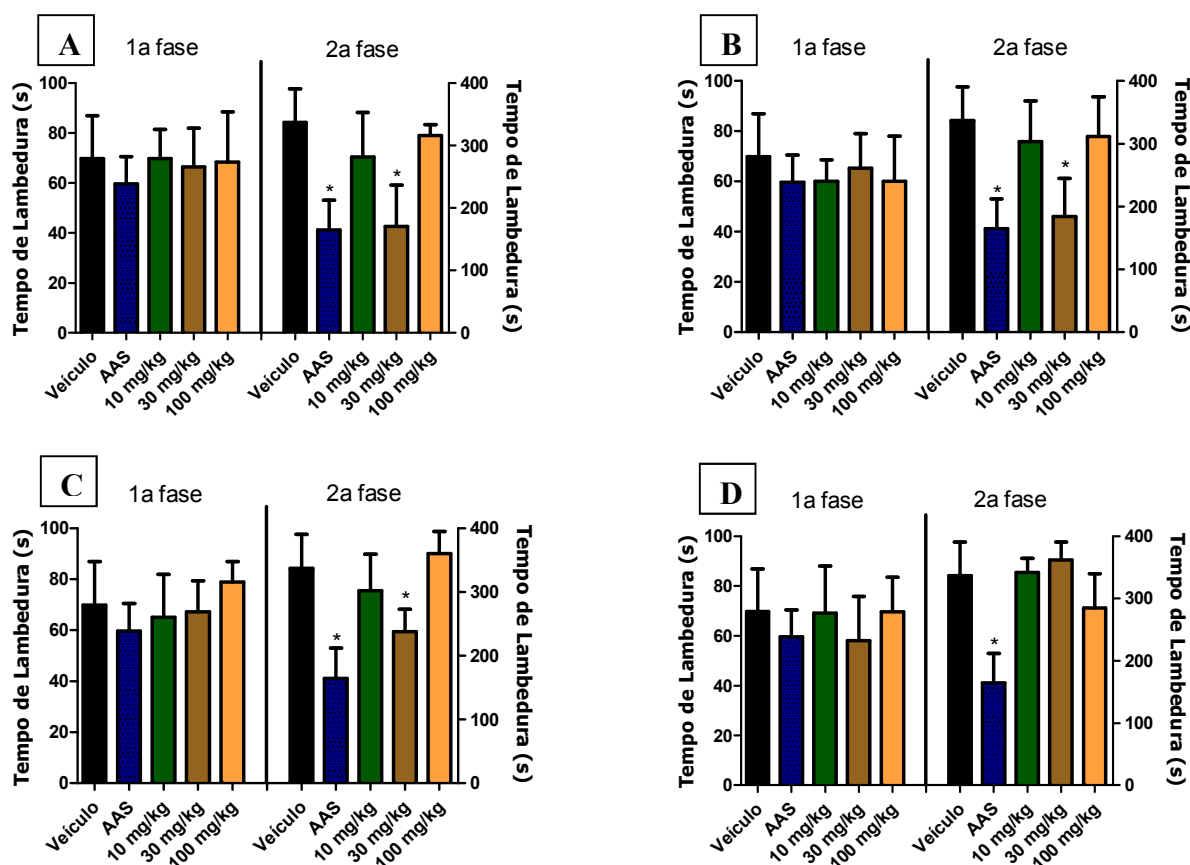 A
1a fase
2a fase
Tempo de Lambedura (s)
100
80
60
40
20
0
400
300
200
100
0
Tempo de Lambedura (s)
*
*
Veículo
AAS
10 mg/kg
30 mg/kg
100 mg/kg
Veículo
AAS
10 mg/kg
30 mg/kg
100 mg/kg
B
1a fase
2a fase
Tempo de Lambedura (s)
100
80
60
40
20
0
400
300
200
100
0
Tempo de Lambedura (s)
*
*
Veículo
AAS
10 mg/kg
30 mg/kg
100 mg/kg
Veículo
AAS
10 mg/kg
30 mg/kg
100 mg/kg
C
1a fase
2a fase
Tempo de Lambedura (s)
100
80
60
40
20
0
400
300
200
100
0
Tempo de Lambedura (s)
*
*
Veículo
AAS
10 mg/kg
30 mg/kg
100 mg/kg
Veículo
AAS
10 mg/kg
30 mg/kg
100 mg/kg
D
1a fase
2a fase
Tempo de Lambedura (s)
100
80
60
40
20
0
400
300
200
100
0
Tempo de Lambedura (s)
*
Veículo
AAS
10 mg/kg
30 mg/kg
100 mg/kg
Veículo
AAS
10 mg/kg
30 mg/kg
100 mg/kg